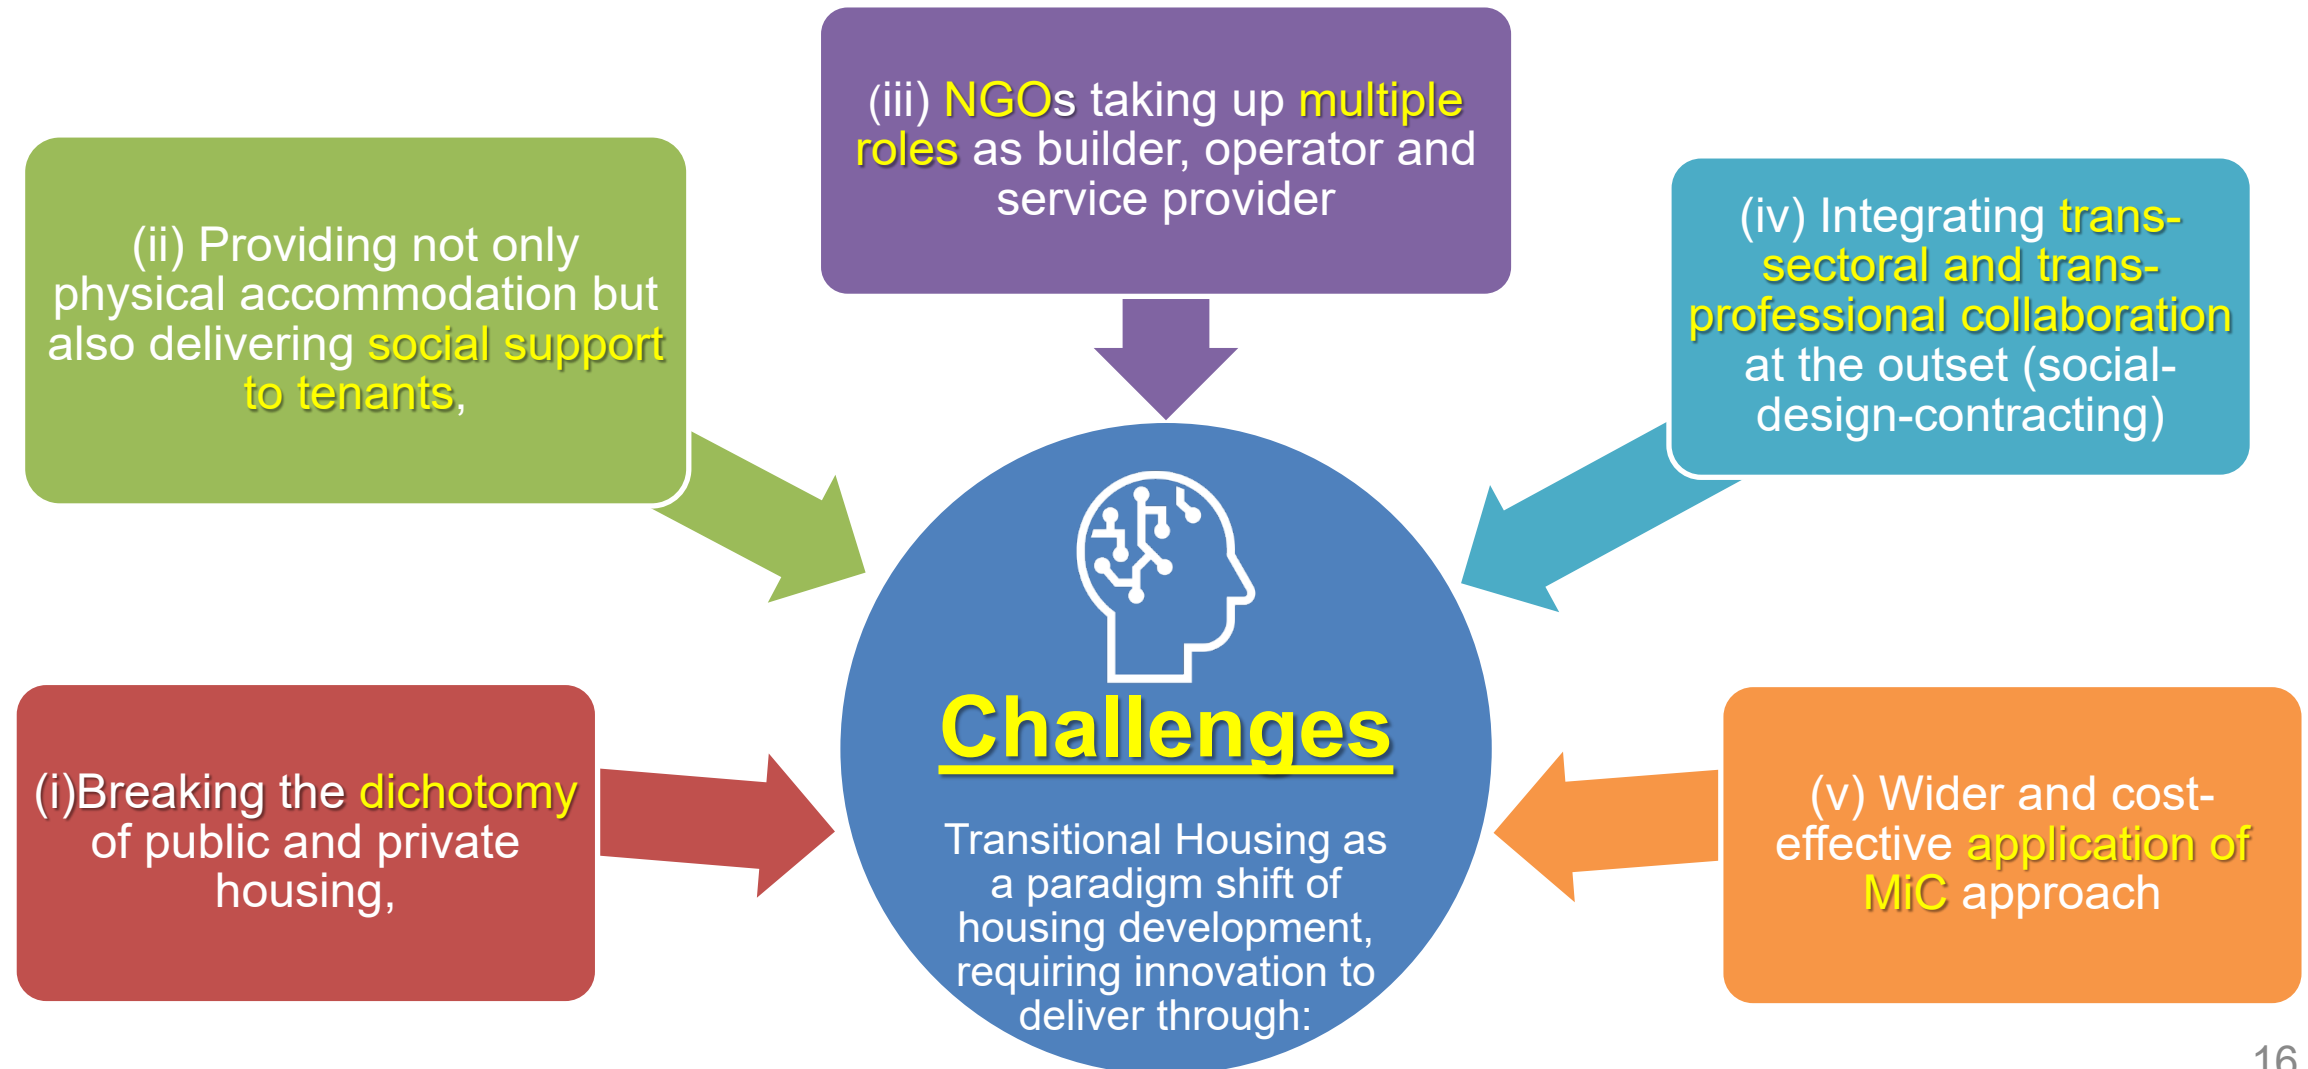 (iii) NGOs taking up multiple
roles as builder, operator and
service provider
(ii) Providing not only
physical accommodation but
also delivering social support
to tenants,
(iv) Integrating trans-
sectoral and trans-
professional collaboration
at the outset (social-
design-contracting)
Challenges
Transitional Housing as
a paradigm shift of
housing development,
requiring innovation to
deliver through:
(i)Breaking the dichotomy
of public and private
housing,
(v) Wider and cost-
effective application of
MiC approach
16